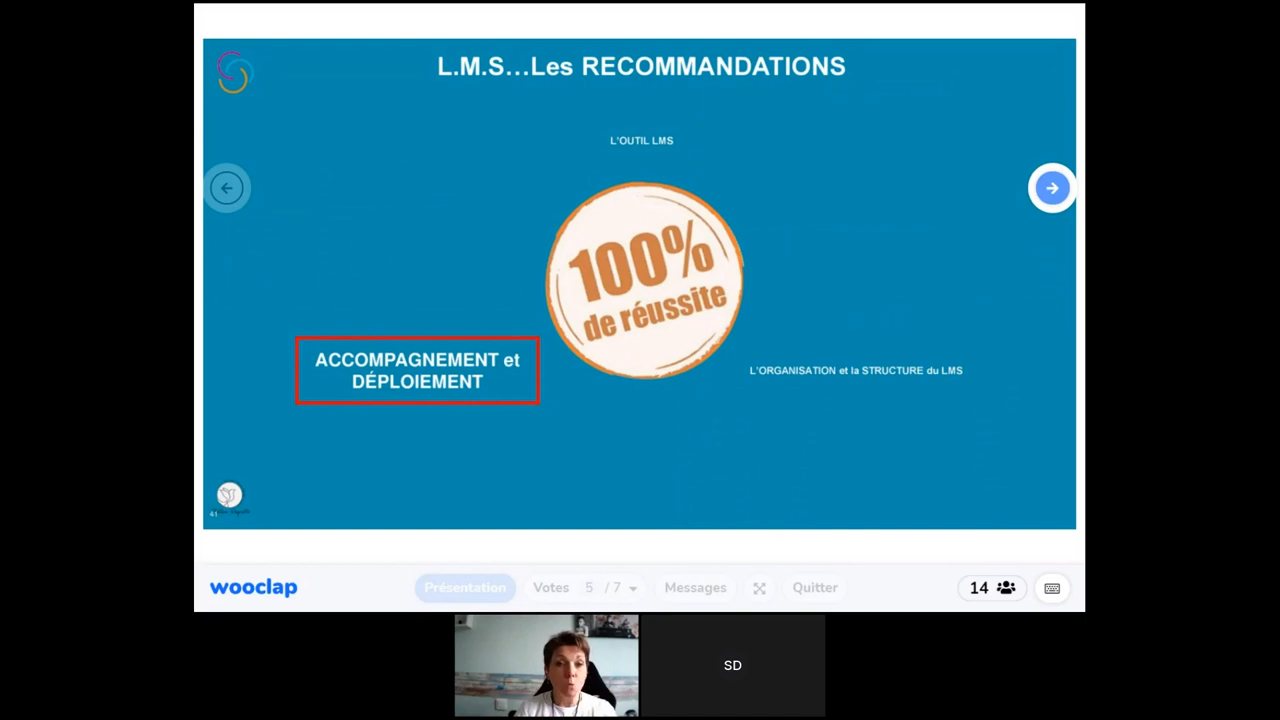 L.M.S...Les RECOMMANDATIONS
L'OUTIL LMS
100%
de réussite
ACCOMPAGNEMENT et
DÉPLOIEMENT
L'ORGANISATION et la STRUCTURE du LMS
41
wooclap
Présentation
Votes 5 / 7
Messages
Quitter
14
SD